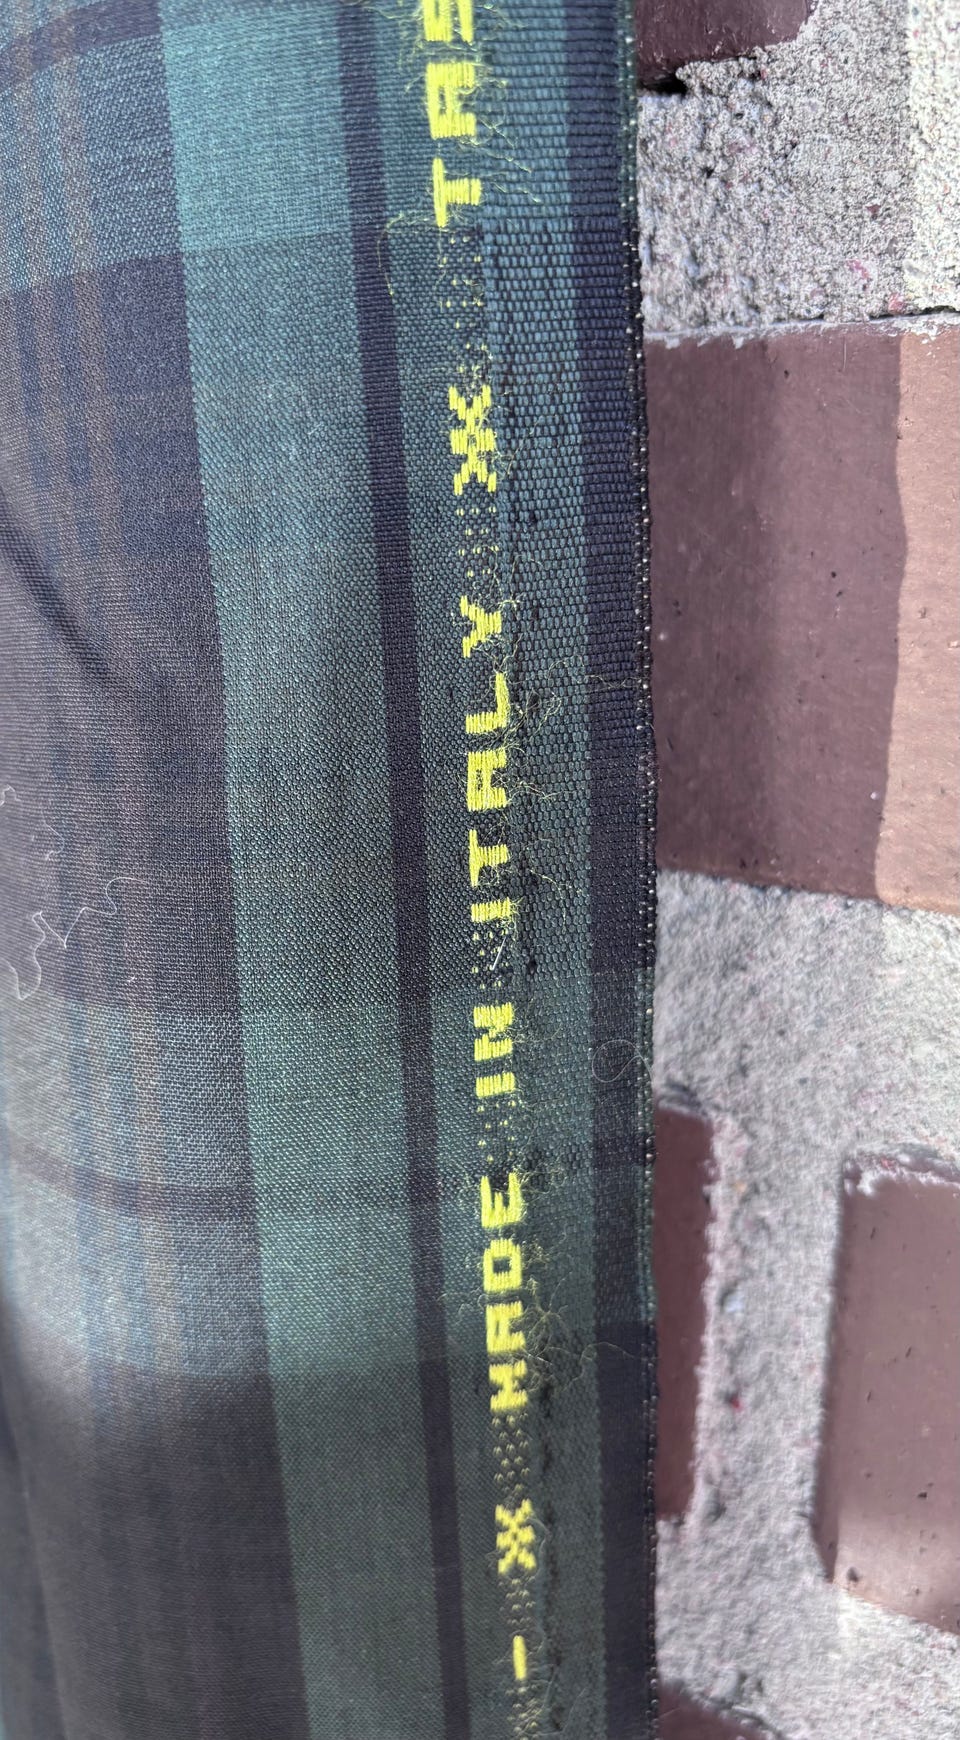 - ж MADE IN ITALY ж TAS